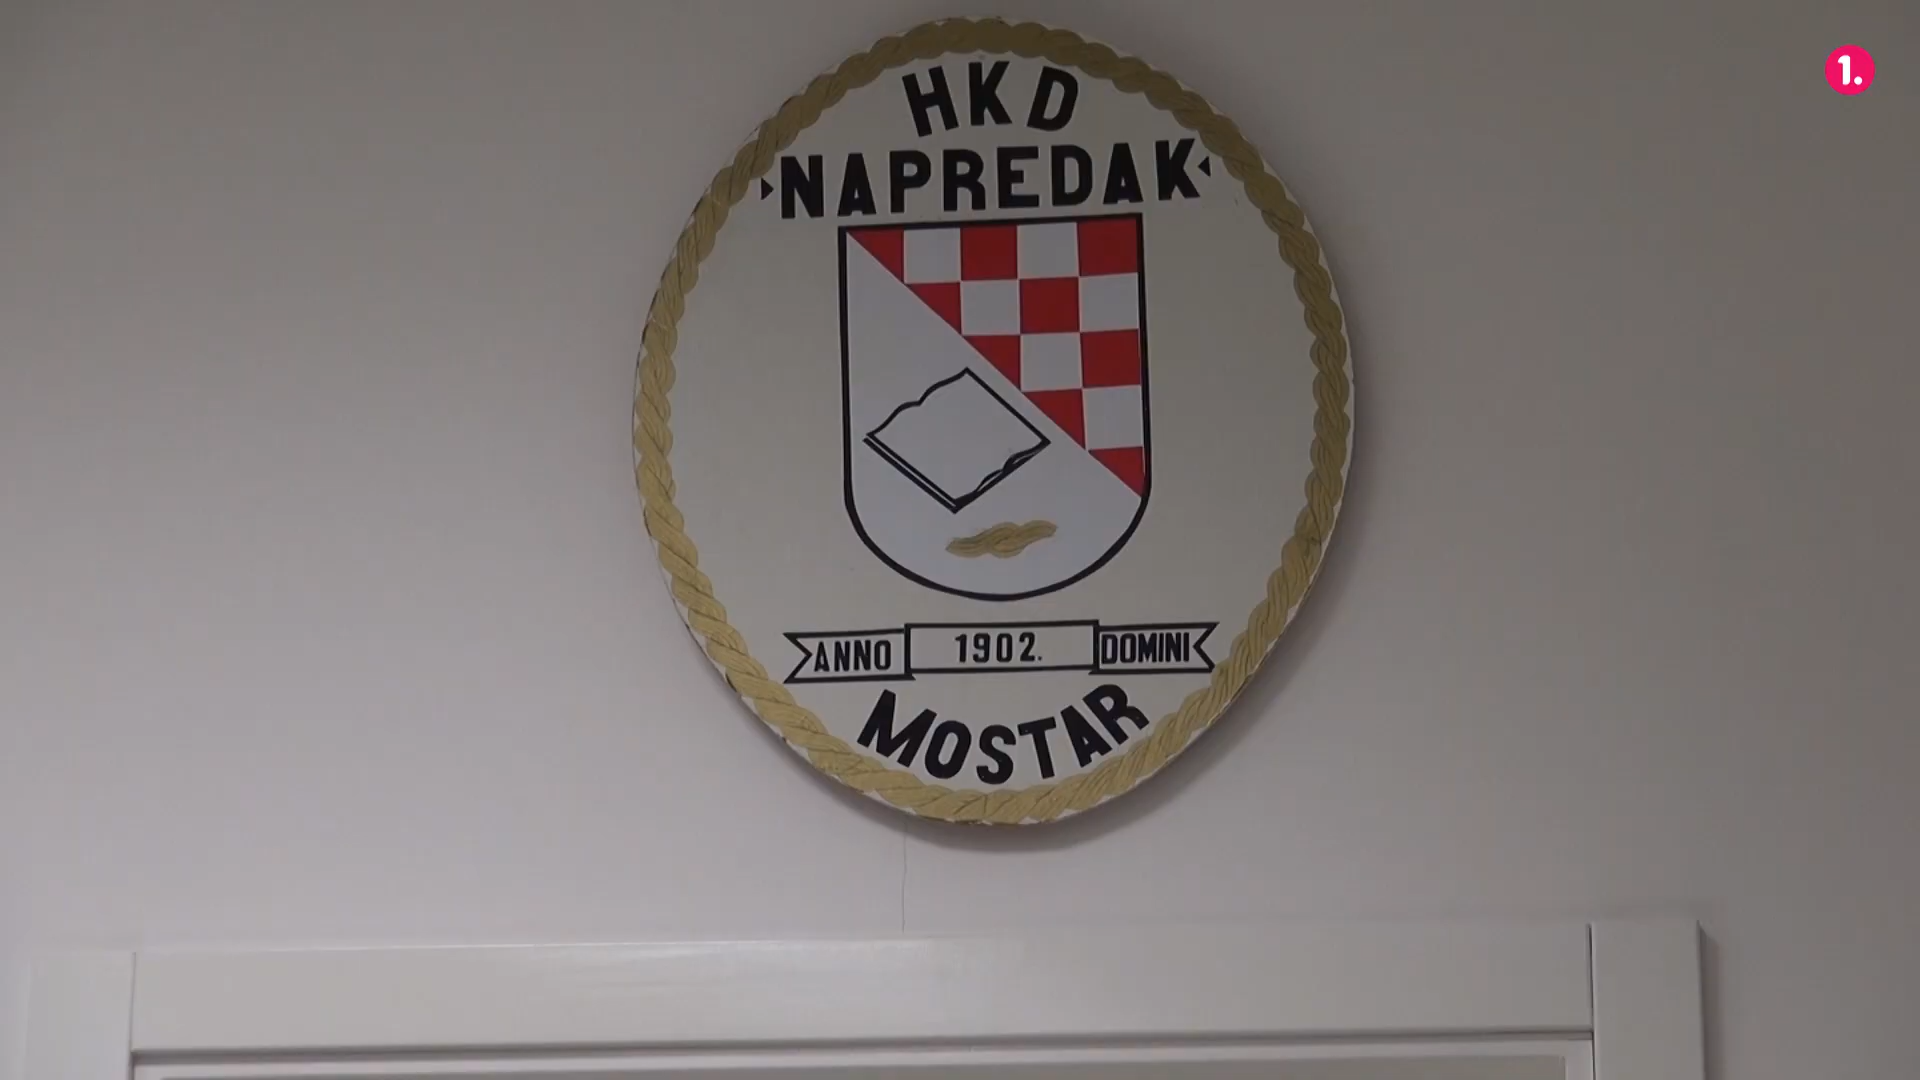 HKD
NAPREDAK
ANNO 1902. DOMINI
MOSTAR
1.